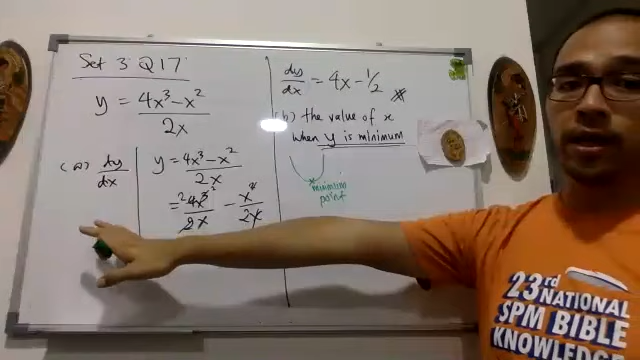 Set 3 Q17
y = 4x³ - x² / 2x
(a) dy/dx
y = 4x³ - x² / 2x
= 4x³ / 2x - x² / 2x
dy/dx = 4x - 1/2
(b) the value of x
when y is minimum
minimum
point
23RD
NATIONAL
SPM BIBLE
KNOWLEDGE